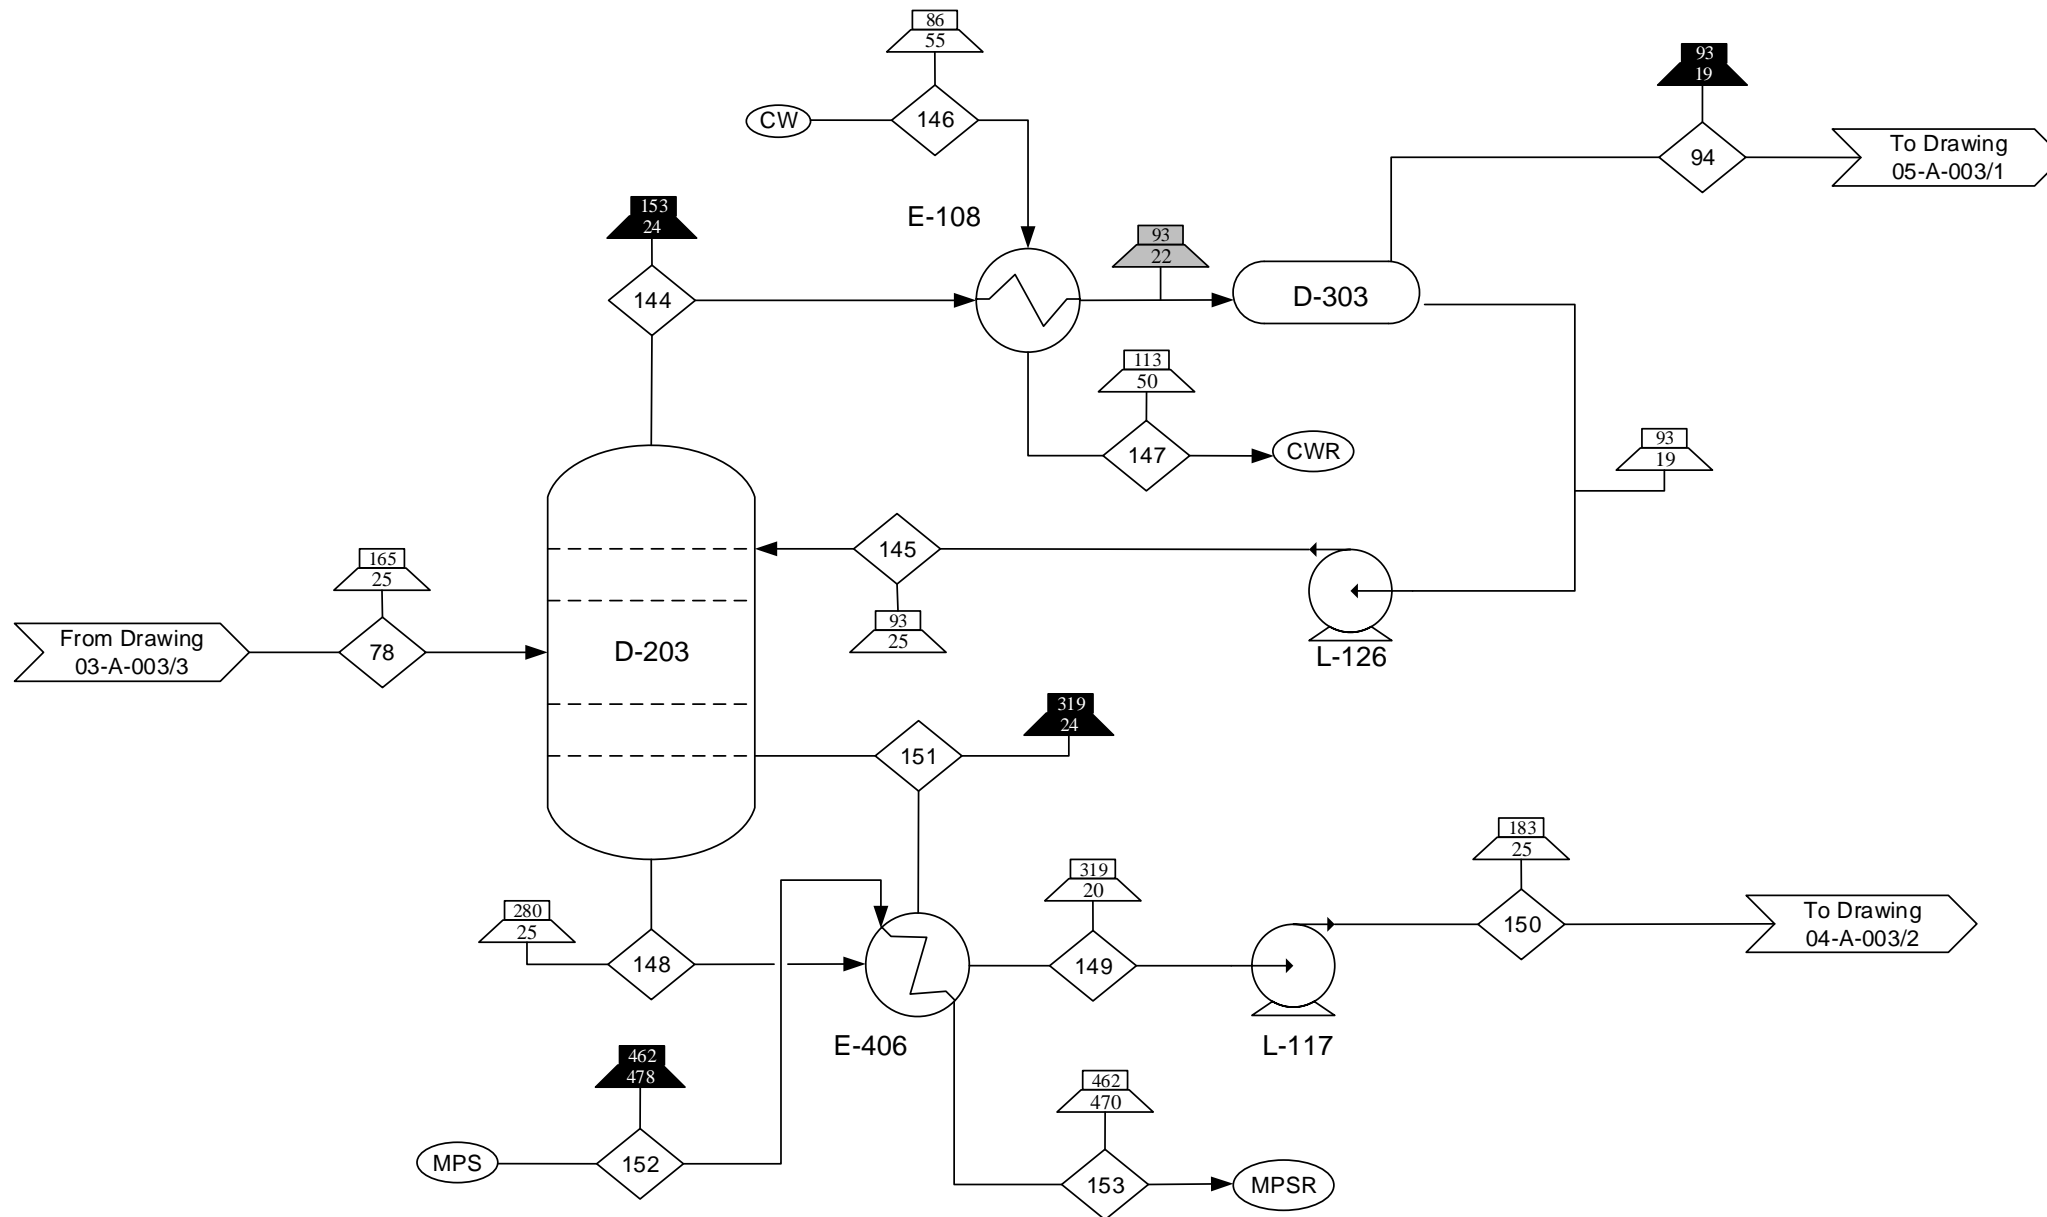 86
55
93
19
CW
146
To Drawing
05-A-003/1
94
E-108
153
24
93
22
144
D-303
113
50
147
CWR
93
19
165
25
145
From Drawing
03-A-003/3
78
D-203
93
25
L-126
319
24
151
183
25
319
20
280
25
To Drawing
04-A-003/2
150
148
149
E-406
L-117
462
478
462
470
MPS
152
153
MPSR